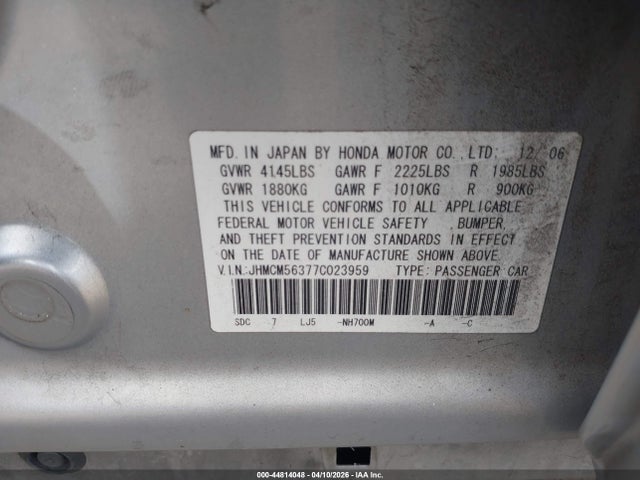 MFD. IN JAPAN BY HONDA MOTOR CO., LTD. 12 06
GVWR 4145LBS GAWR F 2225LBS R 1985LBS
GVWR 1880KG GAWR F 1010KG R 900KG
THIS VEHICLE CONFORMS TO ALL APPLICABLE
FEDERAL MOTOR VEHICLE SAFETY ,BUMPER,
AND THEFT PREVENTION STANDARDS IN EFFECT
ON THE DATE OF MANUFACTURE SHOWN ABOVE.
V.I.N.:JHMCM56377C023959 TYPE: PASSENGER CAR
SDC 7 LJ5 -NH700M -A -C
000-44814048 - 04/10/2026 - IAA Inc.